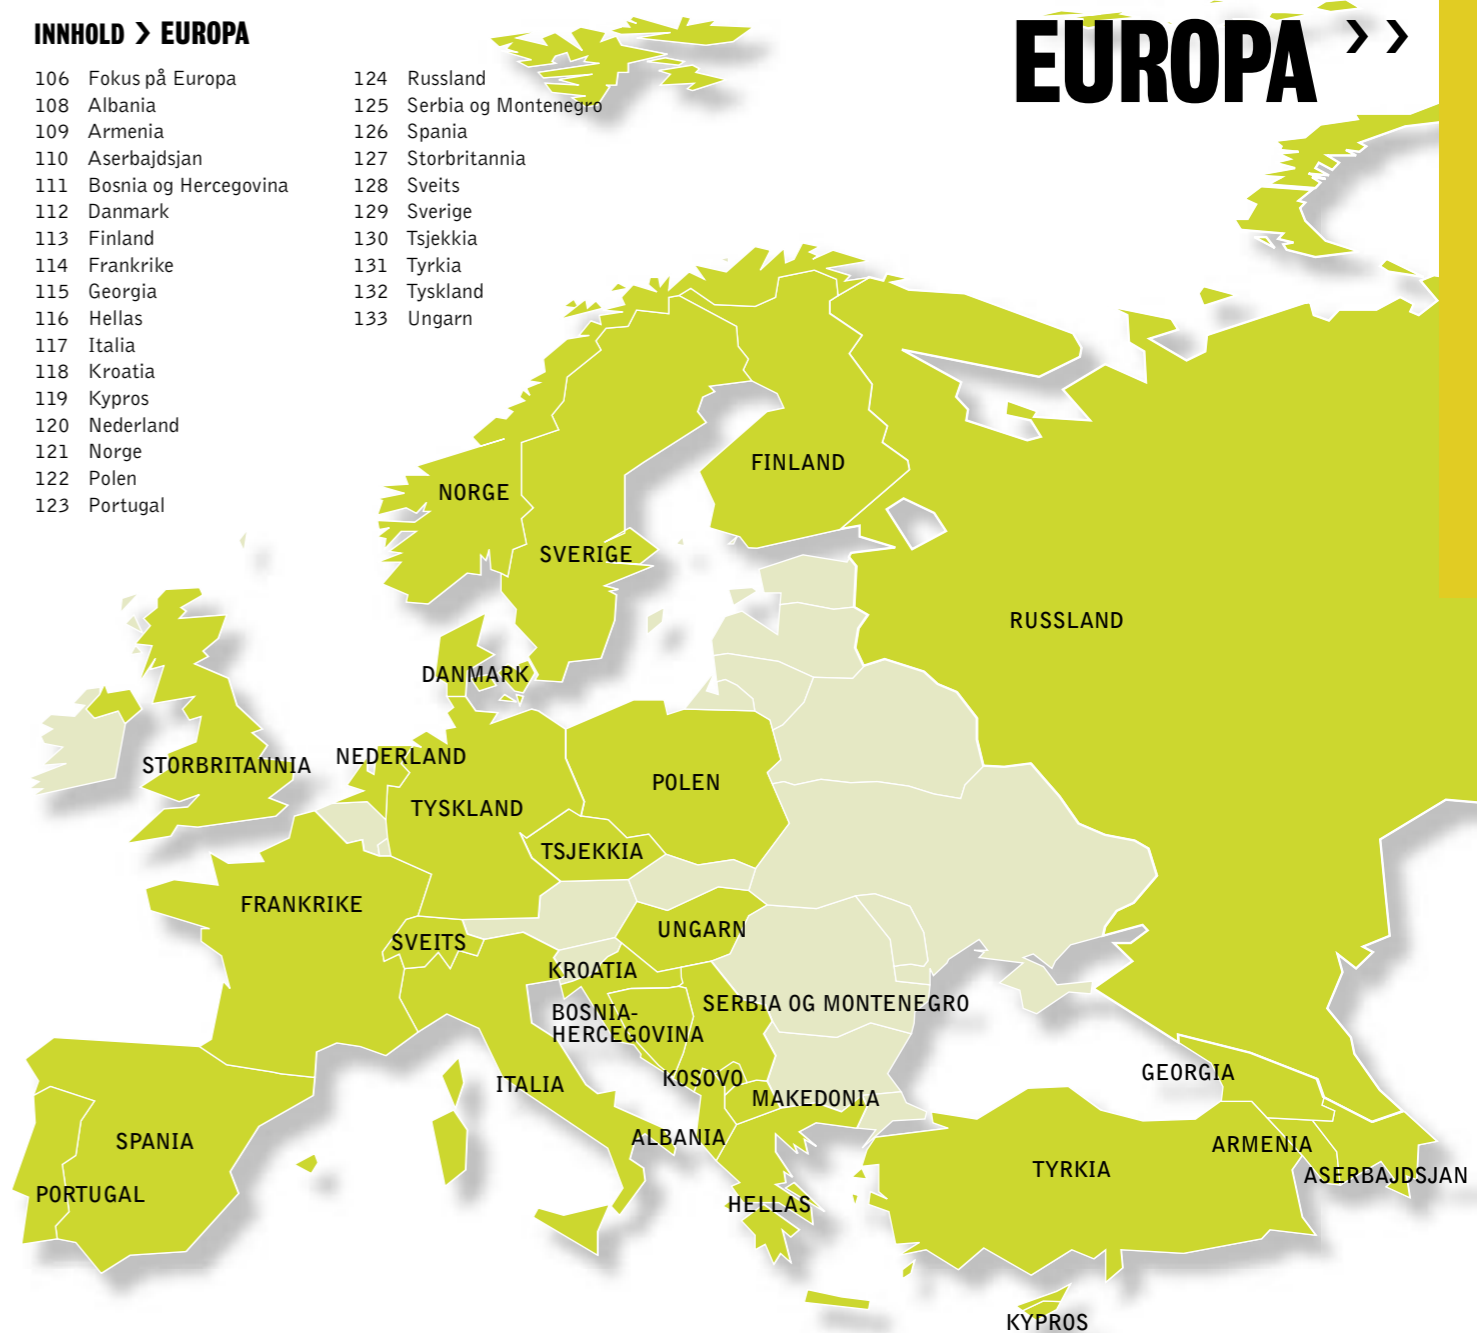 INNHOLD › EUROPA
106 Fokus på Europa
108 Albania
109 Armenia
110 Aserbajdsjan
111 Bosnia og Hercegovina
112 Danmark
113 Finland
114 Frankrike
115 Georgia
116 Hellas
117 Italia
118 Kroatia
119 Kypros
120 Nederland
121 Norge
122 Polen
123 Portugal
124 Russland
125 Serbia og Montenegro
126 Spania
127 Storbritannia
128 Sveits
129 Sverige
130 Tsjekkia
131 Tyrkia
132 Tyskland
133 Ungarn
EUROPA ››
FINLAND
NORGE
SVERIGE
RUSSLAND
DANMARK
NEDERLAND
STORBRITANNIA
POLEN
TYSKLAND
TSJEKKIA
FRANKRIKE
UNGARN
SVEITS
KROATIA
SERBIA OG MONTENEGRO
BOSNIA-
HERCEGOVINA
GEORGIA
KOSOVO
ITALIA
MAKEDONIA
ALBANIA
SPANIA
ARMENIA
TYRKIA
ASERBAJDSJAN
PORTUGAL
HELLAS
KYPROS